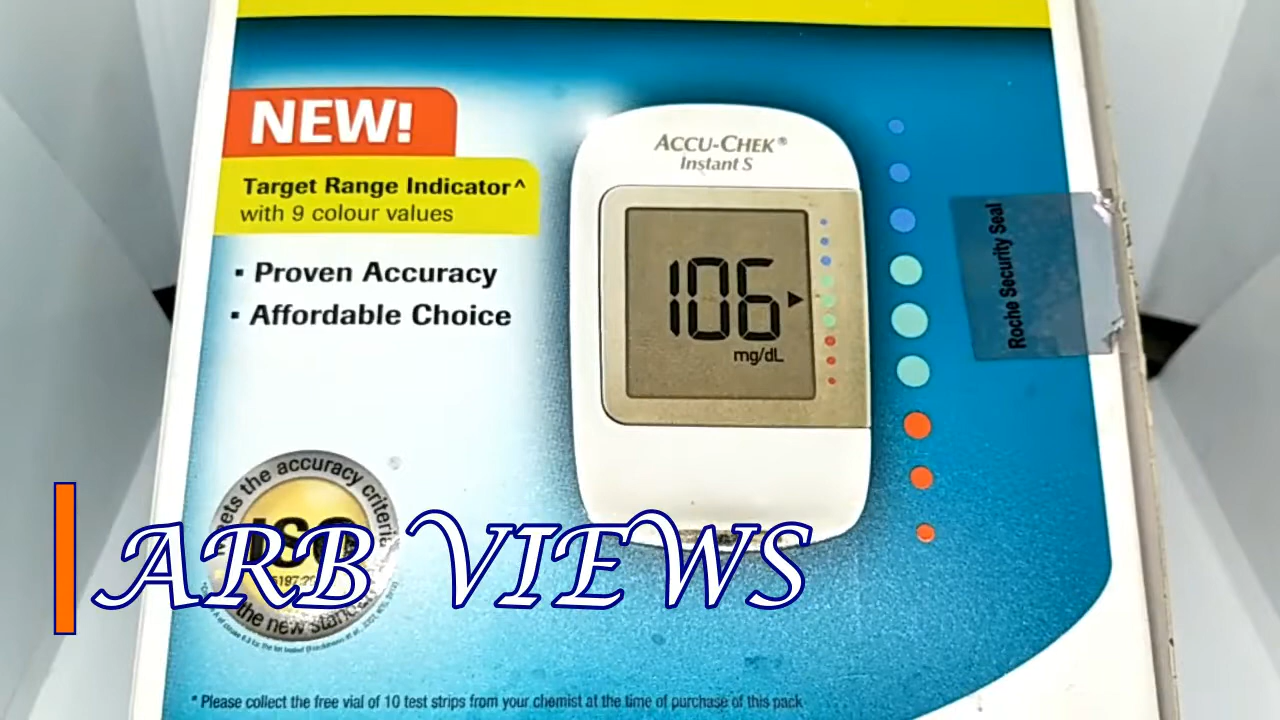 NEW!
Target Range Indicator^
with 9 colour values
▪ Proven Accuracy
▪ Affordable Choice
ACCU-CHEK®
Instant S
106
mg/dL
Roche Security Seal
the accuracy criteria
ISO
the new
ARB VIEWS
* Please collect the free vial of 10 test strips from your chemist at the time of purchase of this pack